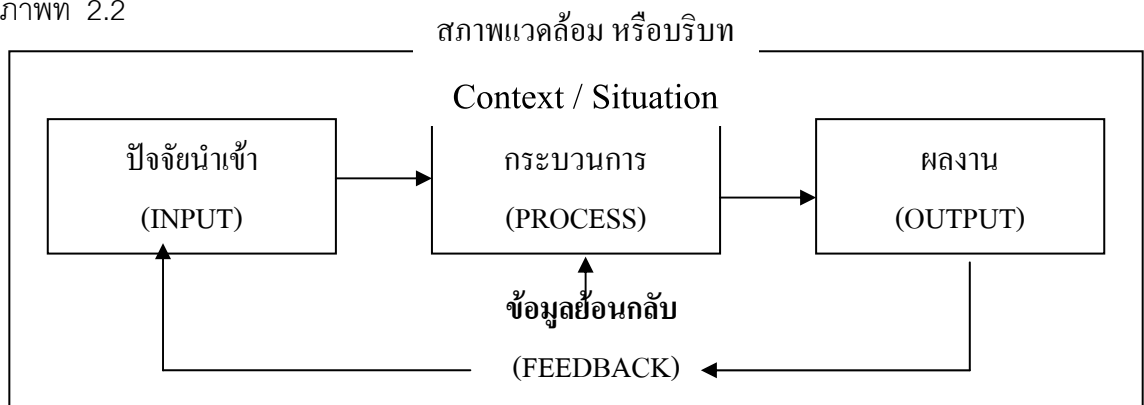 ภาพที่ 2.2
สภาพแวดล้อม หรือบริบท
Context / Situation
ปัจจัยนำเข้า
(INPUT)
กระบวนการ
(PROCESS)
ผลงาน
(OUTPUT)
ข้อมูลย้อนกลับ
(FEEDBACK)